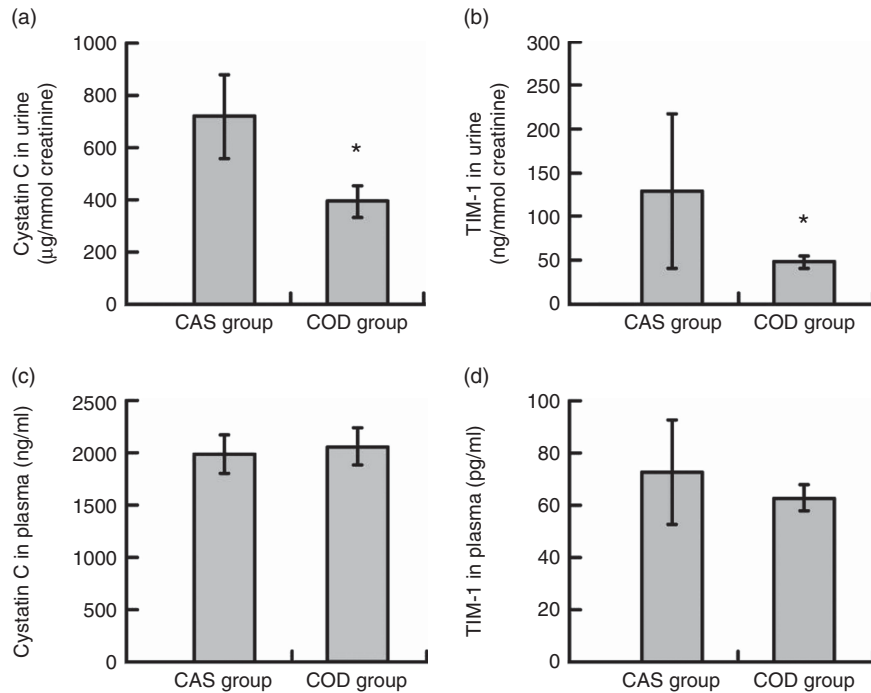 (a)
Cystatin C in urine
(μg/mmol creatinine)
1000
800
600
400
200
0
*
CAS group COD group
(b)
TIM-1 in urine
(ng/mmol creatinine)
300
250
200
150
100
50
0
*
CAS group COD group
(c)
Cystatin C in plasma (ng/ml)
2500
2000
1500
1000
500
0
CAS group COD group
(d)
TIM-1 in plasma (pg/ml)
100
80
60
40
20
0
CAS group COD group